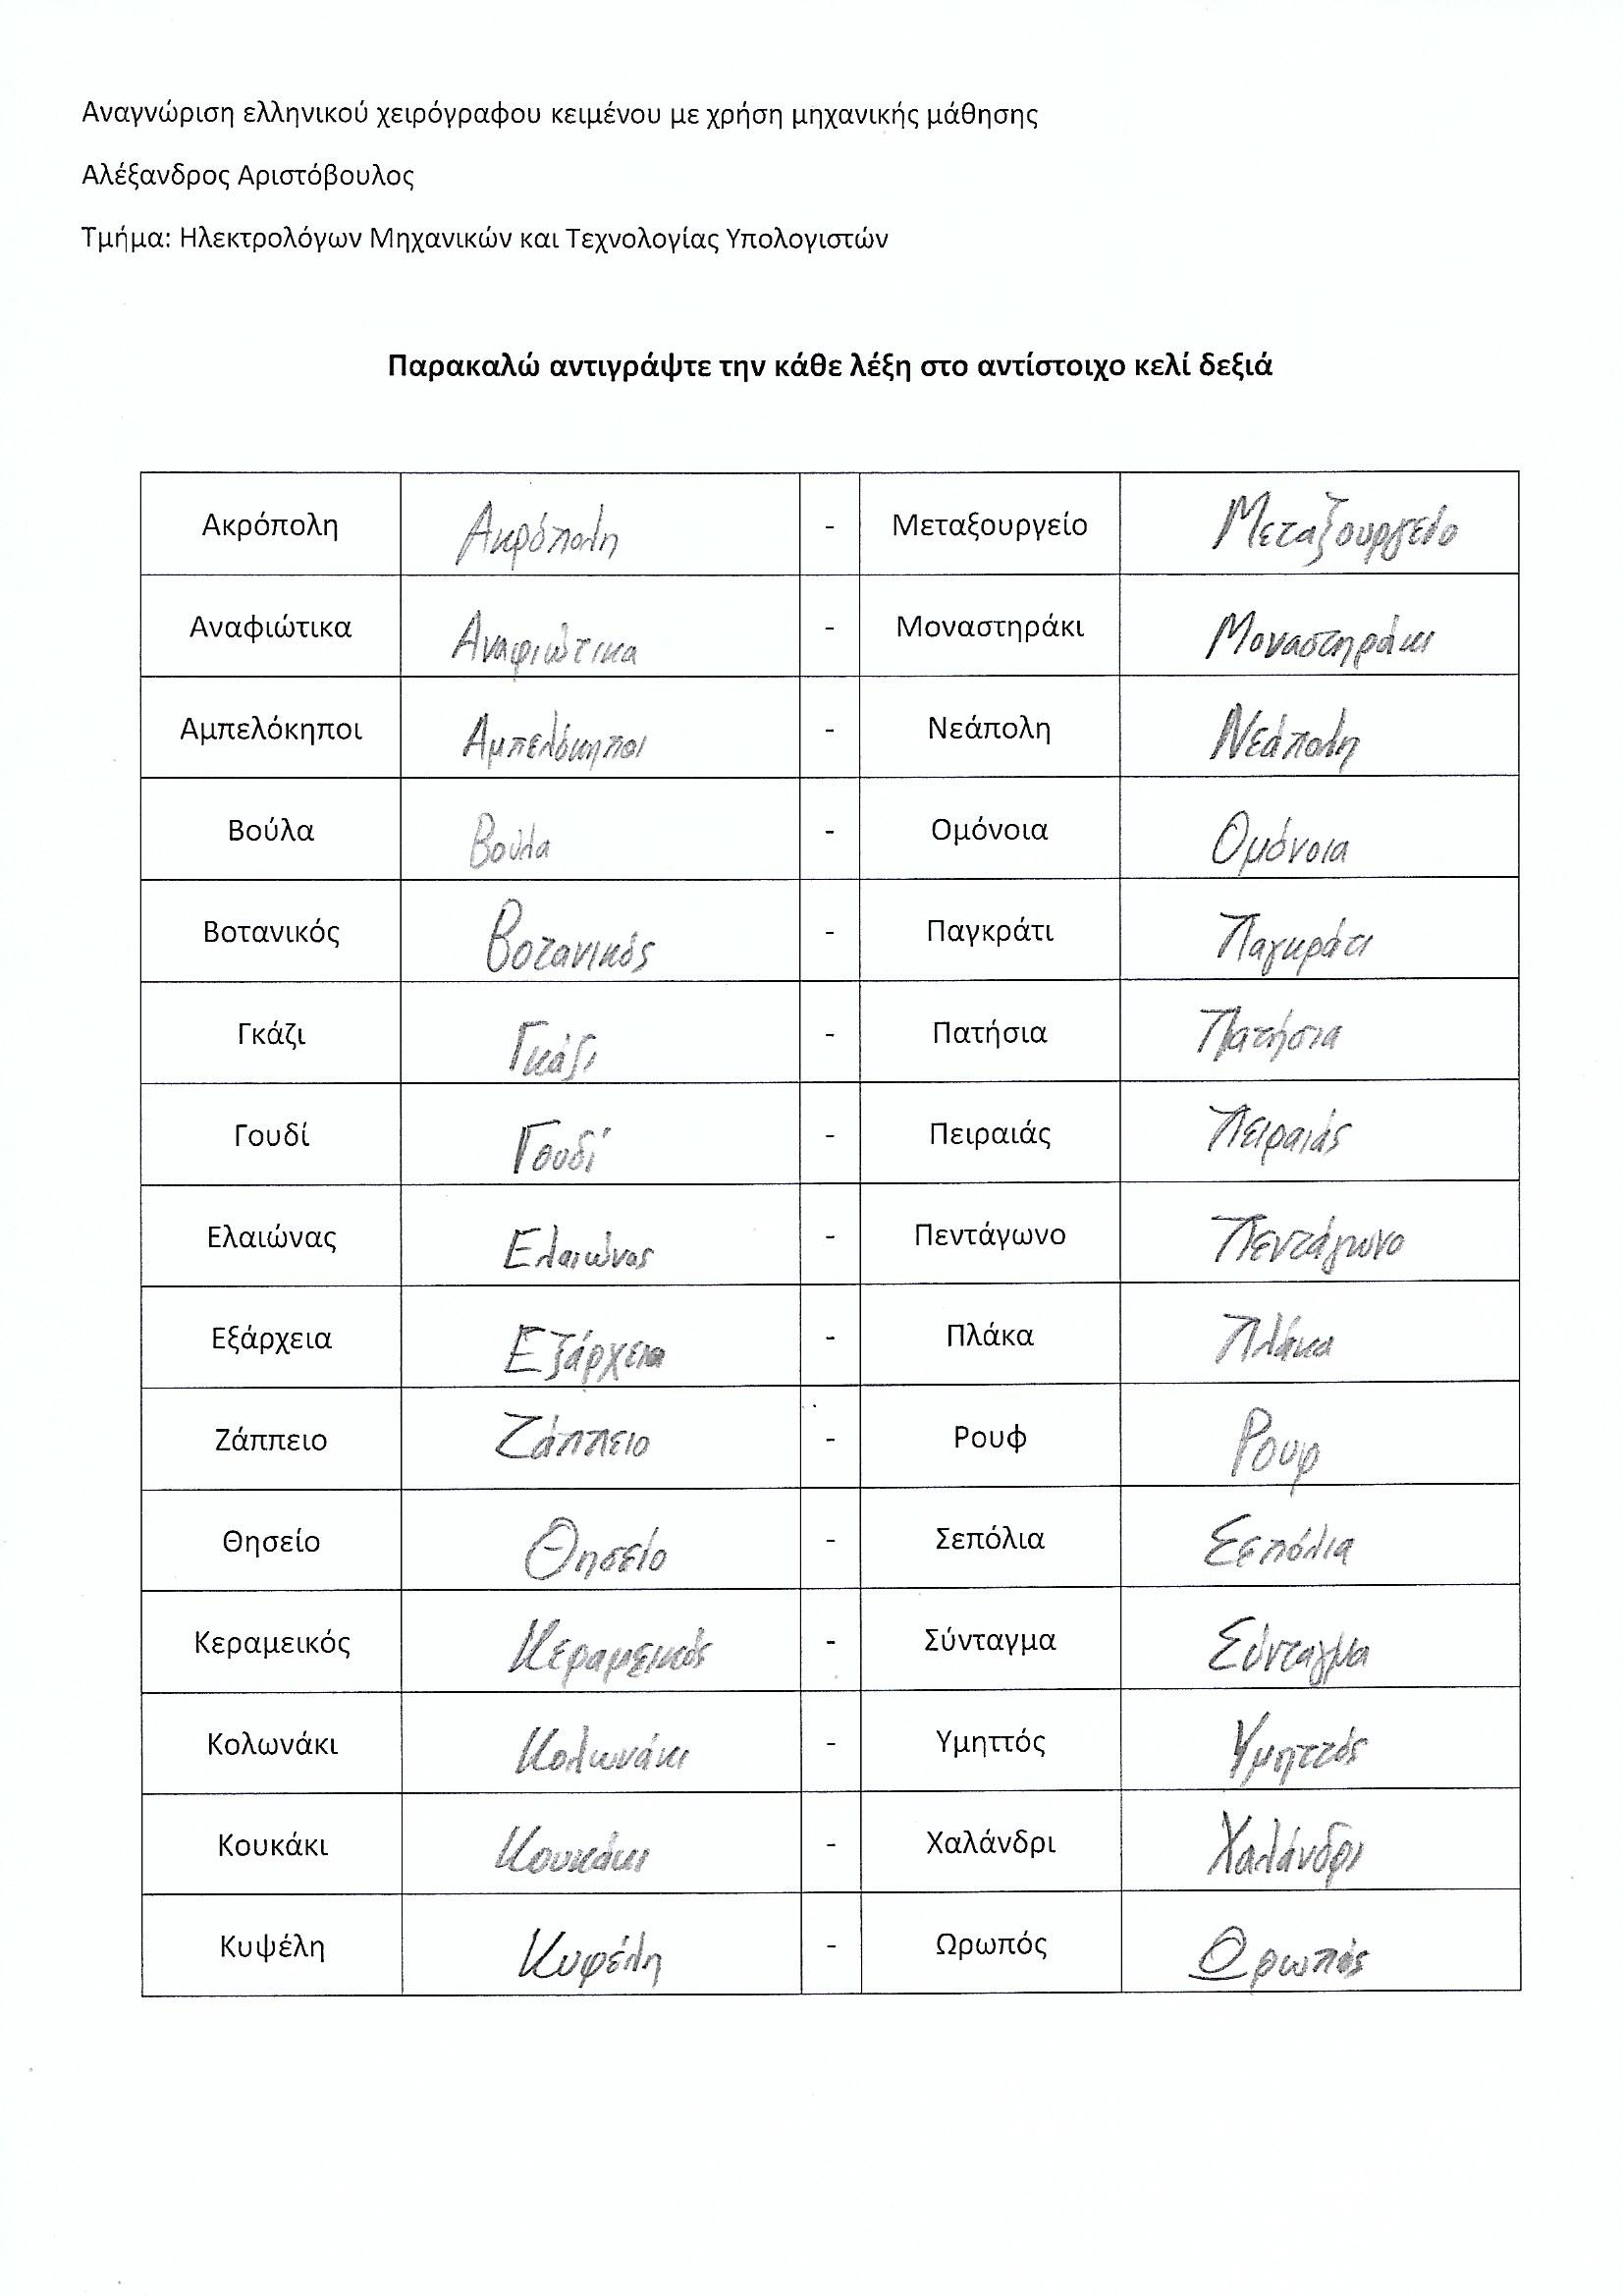 Αναγνώριση ελληνικού χειρόγραφου κειμένου με χρήση μηχανικής μάθησης
Αλέξανδρος Αριστόβουλος
Τμήμα: Ηλεκτρολόγων Μηχανικών και Τεχνολογίας Υπολογιστών
Παρακαλώ αντιγράψτε την κάθε λέξη στο αντίστοιχο κελί δεξιά
Ακρόπολη Ακρόπολη - Μεταξουργείο Μεταξουργείο
Αναφιώτικα Αναφιώτικα - Μοναστηράκι Μοναστηράκι
Αμπελόκηποι Αμπελόκηποι - Νεάπολη Νεάπολη
Βούλα Βούλα - Ομόνοια Ομόνοια
Βοτανικός Βοτανικός - Παγκράτι Παγκράτι
Γκάζι Γκάζι - Πατήσια Πατήσια
Γουδί Γουδί - Πειραιάς Πειραιάς
Ελαιώνας Ελαιώνας - Πεντάγωνο Πεντάγωνο
Εξάρχεια Εξάρχεια - Πλάκα Πλάκα
Ζάππειο Ζάππειο - Ρουφ Ρουφ
Θησείο Θησείο - Σεπόλια Σεπόλια
Κεραμεικός Κεραμεικός - Σύνταγμα Σύνταγμα
Κολωνάκι Κολωνάκι - Υμηττός Υμηττός
Κουκάκι Κουκάκι - Χαλάνδρι Χαλάνδρι
Κυψέλη Κυφέλη - Ωρωπός Ωρωπός